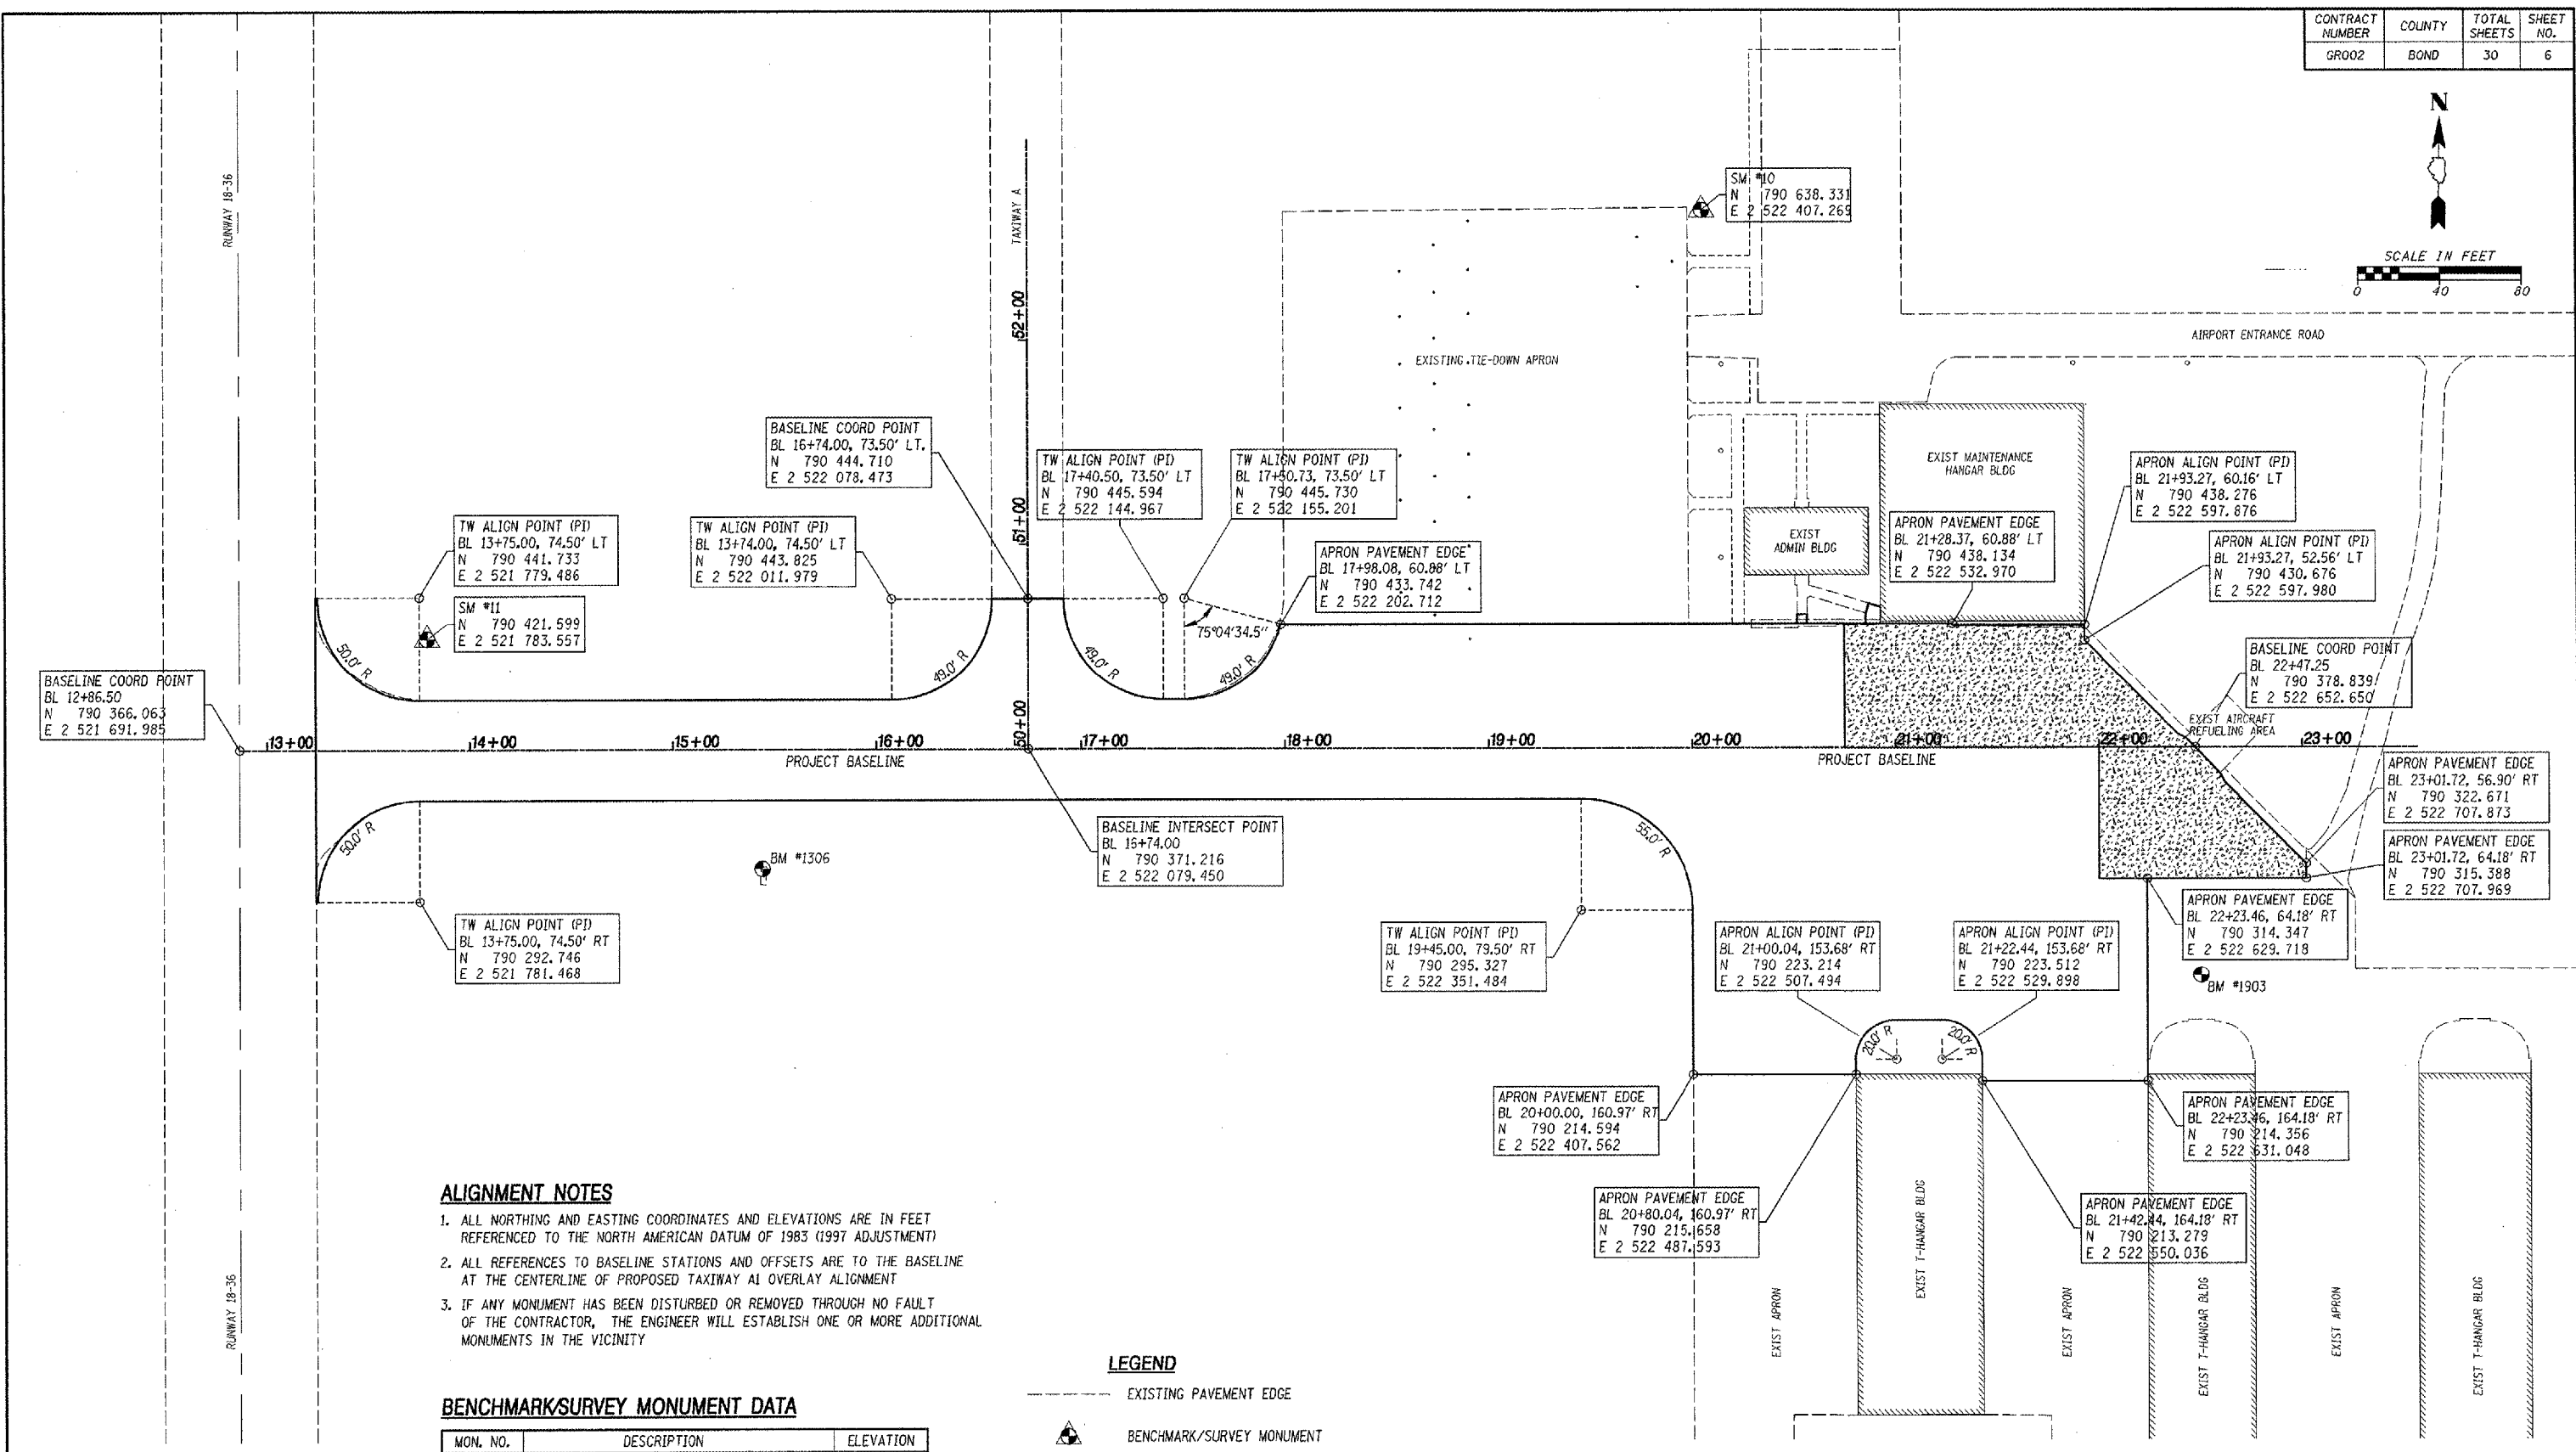 CONTRACT NUMBER
COUNTY
TOTAL SHEETS
SHEET NO.
GR002
BOND
30
6
N
SCALE IN FEET
0
40
80
RUNWAY 18-36
TAXIWAY A
SM #10
N 790 638.331
E 2 522 407.269
AIRPORT ENTRANCE ROAD
EXISTING TIE-DOWN APRON
52+00
51+00
50+00
BASELINE COORD POINT
BL 16+74.00, 73.50' LT.
N 790 444.710
E 2 522 078.473
TW ALIGN POINT (PI)
BL 17+40.50, 73.50' LT
N 790 445.594
E 2 522 144.967
TW ALIGN POINT (PI)
BL 17+50.73, 73.50' LT
N 790 445.730
E 2 522 155.201
EXIST MAINTENANCE
HANGAR BLDG
APRON ALIGN POINT (PI)
BL 21+93.27, 60.16' LT
N 790 438.276
E 2 522 597.876
TW ALIGN POINT (PI)
BL 13+75.00, 74.50' LT
N 790 441.733
E 2 521 779.486
TW ALIGN POINT (PI)
BL 13+74.00, 74.50' LT
N 790 443.825
E 2 522 011.979
APRON PAVEMENT EDGE
BL 17+98.08, 60.88' LT
N 790 433.742
E 2 522 202.712
EXIST
ADMIN BLDG
APRON PAVEMENT EDGE
BL 21+28.37, 60.88' LT
N 790 438.134
E 2 522 532.970
APRON ALIGN POINT (PI)
BL 21+93.27, 52.56' LT
N 790 430.676
E 2 522 597.980
SM #11
N 790 421.599
E 2 521 783.557
75°04'34.5"
50.0' R
49.0' R
49.0' R
49.0' R
BASELINE COORD POINT
BL 12+86.50
N 790 366.063
E 2 521 691.985
BASELINE COORD POINT
BL 22+47.25
N 790 378.839
E 2 522 652.650
EXIST AIRCRAFT
REFUELING AREA
13+00
14+00
15+00
16+00
17+00
18+00
19+00
20+00
21+00
22+00
23+00
PROJECT BASELINE
PROJECT BASELINE
APRON PAVEMENT EDGE
BL 23+01.72, 56.90' RT
N 790 322.671
E 2 522 707.873
50.0' R
BM #1306
BASELINE INTERSECT POINT
BL 16+74.00
N 790 371.216
E 2 522 079.450
55.0' R
APRON PAVEMENT EDGE
BL 23+01.72, 64.18' RT
N 790 315.388
E 2 522 707.969
APRON PAVEMENT EDGE
BL 22+23.46, 64.18' RT
N 790 314.347
E 2 522 629.718
TW ALIGN POINT (PI)
BL 13+75.00, 74.50' RT
N 790 292.746
E 2 521 781.468
TW ALIGN POINT (PI)
BL 19+45.00, 79.50' RT
N 790 295.327
E 2 522 351.484
APRON ALIGN POINT (PI)
BL 21+00.04, 153.68' RT
N 790 223.214
E 2 522 507.494
APRON ALIGN POINT (PI)
BL 21+22.44, 153.68' RT
N 790 223.512
E 2 522 529.898
BM #1903
20.0' R
20.0' R
APRON PAVEMENT EDGE
BL 20+00.00, 160.97' RT
N 790 214.594
E 2 522 407.562
APRON PAVEMENT EDGE
BL 22+23.46, 164.18' RT
N 790 214.356
E 2 522 631.048
APRON PAVEMENT EDGE
BL 20+80.04, 160.97' RT
N 790 215.658
E 2 522 487.593
APRON PAVEMENT EDGE
BL 21+42.44, 164.18' RT
N 790 213.279
E 2 522 550.036
RUNWAY 18-36
EXIST APRON
EXIST T-HANGAR BLDG
EXIST APRON
EXIST T-HANGAR BLDG
EXIST APRON
EXIST T-HANGAR BLDG
ALIGNMENT NOTES
1. ALL NORTHING AND EASTING COORDINATES AND ELEVATIONS ARE IN FEET
REFERENCED TO THE NORTH AMERICAN DATUM OF 1983 (1997 ADJUSTMENT)
2. ALL REFERENCES TO BASELINE STATIONS AND OFFSETS ARE TO THE BASELINE
AT THE CENTERLINE OF PROPOSED TAXIWAY A1 OVERLAY ALIGNMENT
3. IF ANY MONUMENT HAS BEEN DISTURBED OR REMOVED THROUGH NO FAULT
OF THE CONTRACTOR, THE ENGINEER WILL ESTABLISH ONE OR MORE ADDITIONAL
MONUMENTS IN THE VICINITY
LEGEND
EXISTING PAVEMENT EDGE
BENCHMARK/SURVEY MONUMENT
BENCHMARK/SURVEY MONUMENT DATA
MON. NO.
DESCRIPTION
ELEVATION